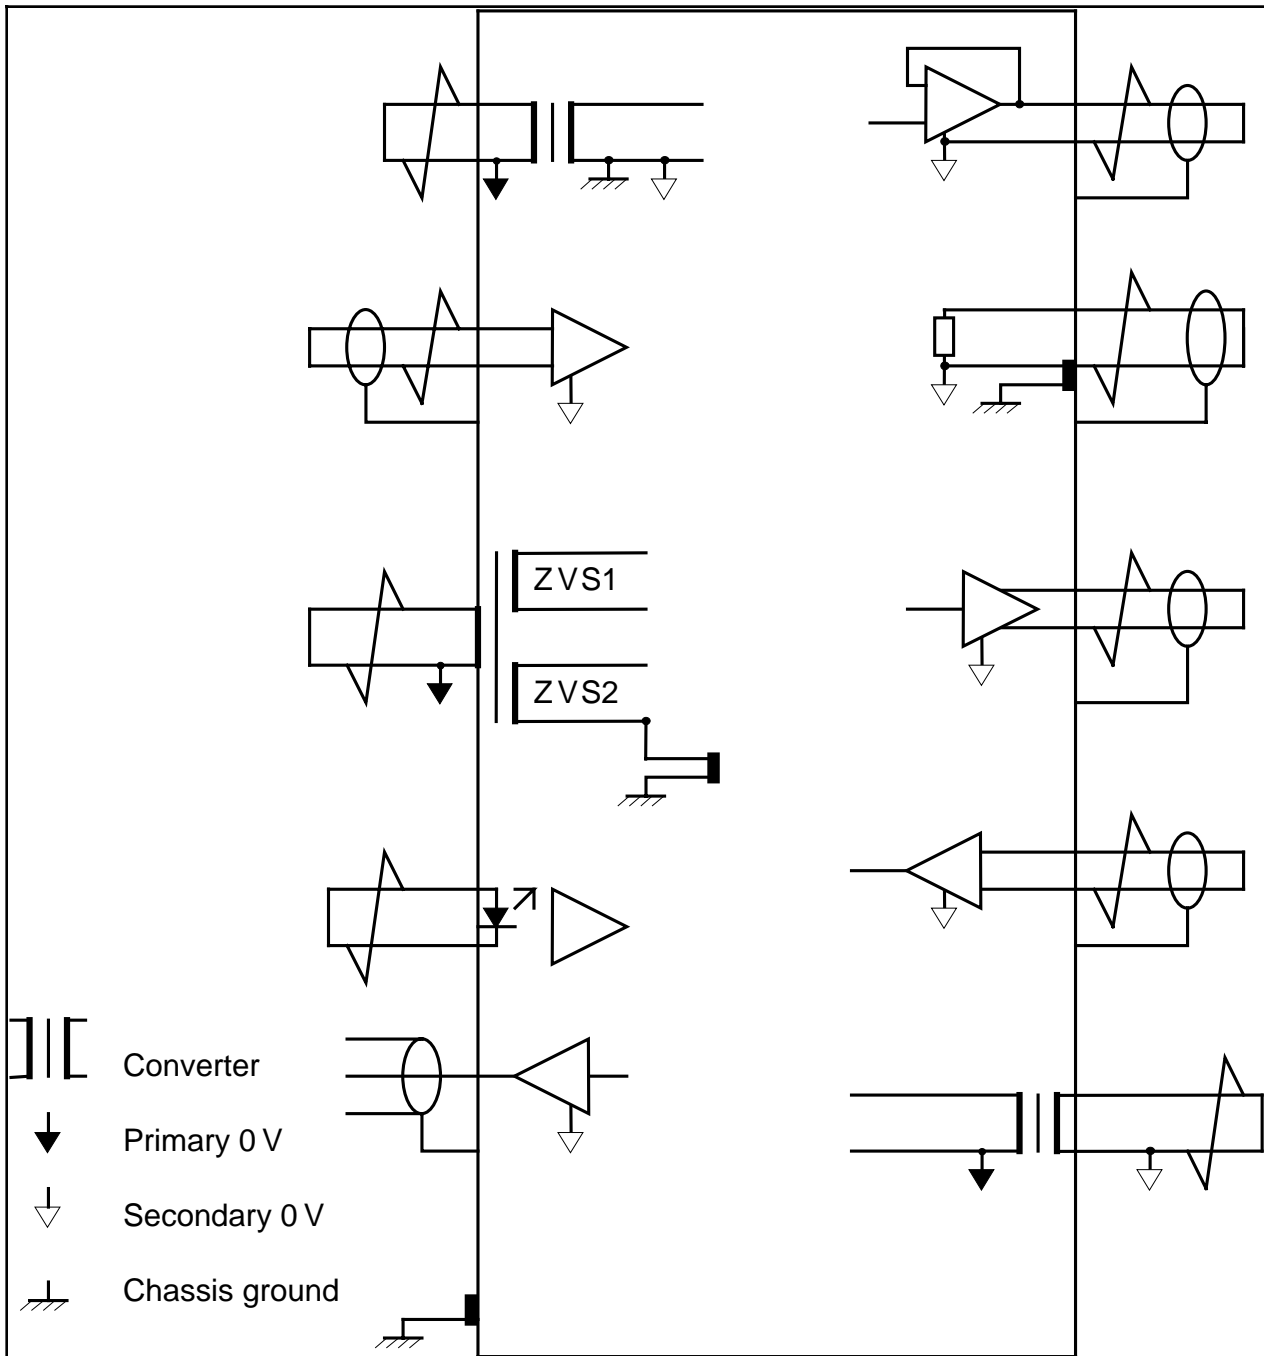 ZVS1
ZVS2
Converter
Primary 0 V
Secondary 0 V
Chassis ground